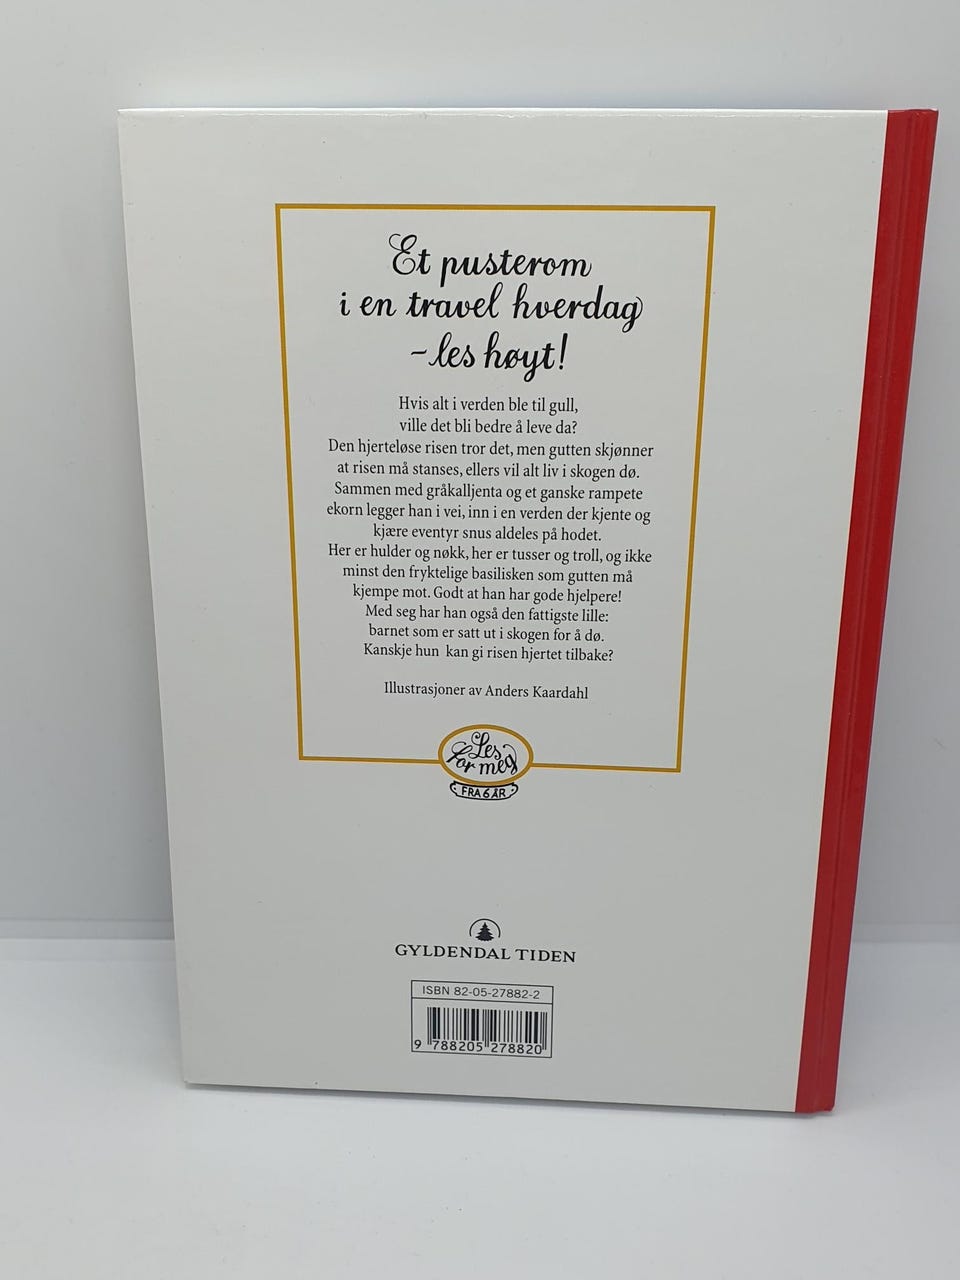 Et pusterom
i en travel hverdag
– les høyt!
Hvis alt i verden ble til gull,
ville det bli bedre å leve da?
Den hjerteløse risen tror det, men gutten skjønner
at risen må stanses, ellers vil alt liv i skogen dø.
Sammen med gråkalljenta og et ganske rampete
ekorn legger han i vei, inn i en verden der kjente og
kjære eventyr snus aldeles på hodet.
Her er hulder og nøkk, her er tusser og troll, og ikke
minst den fryktelige basilisken som gutten må
kjempe mot. Godt at han har gode hjelpere!
Med seg har han også den fattigste lille:
barnet som er satt ut i skogen for å dø.
Kanskje hun kan gi risen hjertet tilbake?
Illustrasjoner av Anders Kaardahl
Les
for meg
FRA 6 ÅR
GYLDENDAL TIDEN
ISBN 82-05-27882-2
9 788205 278820